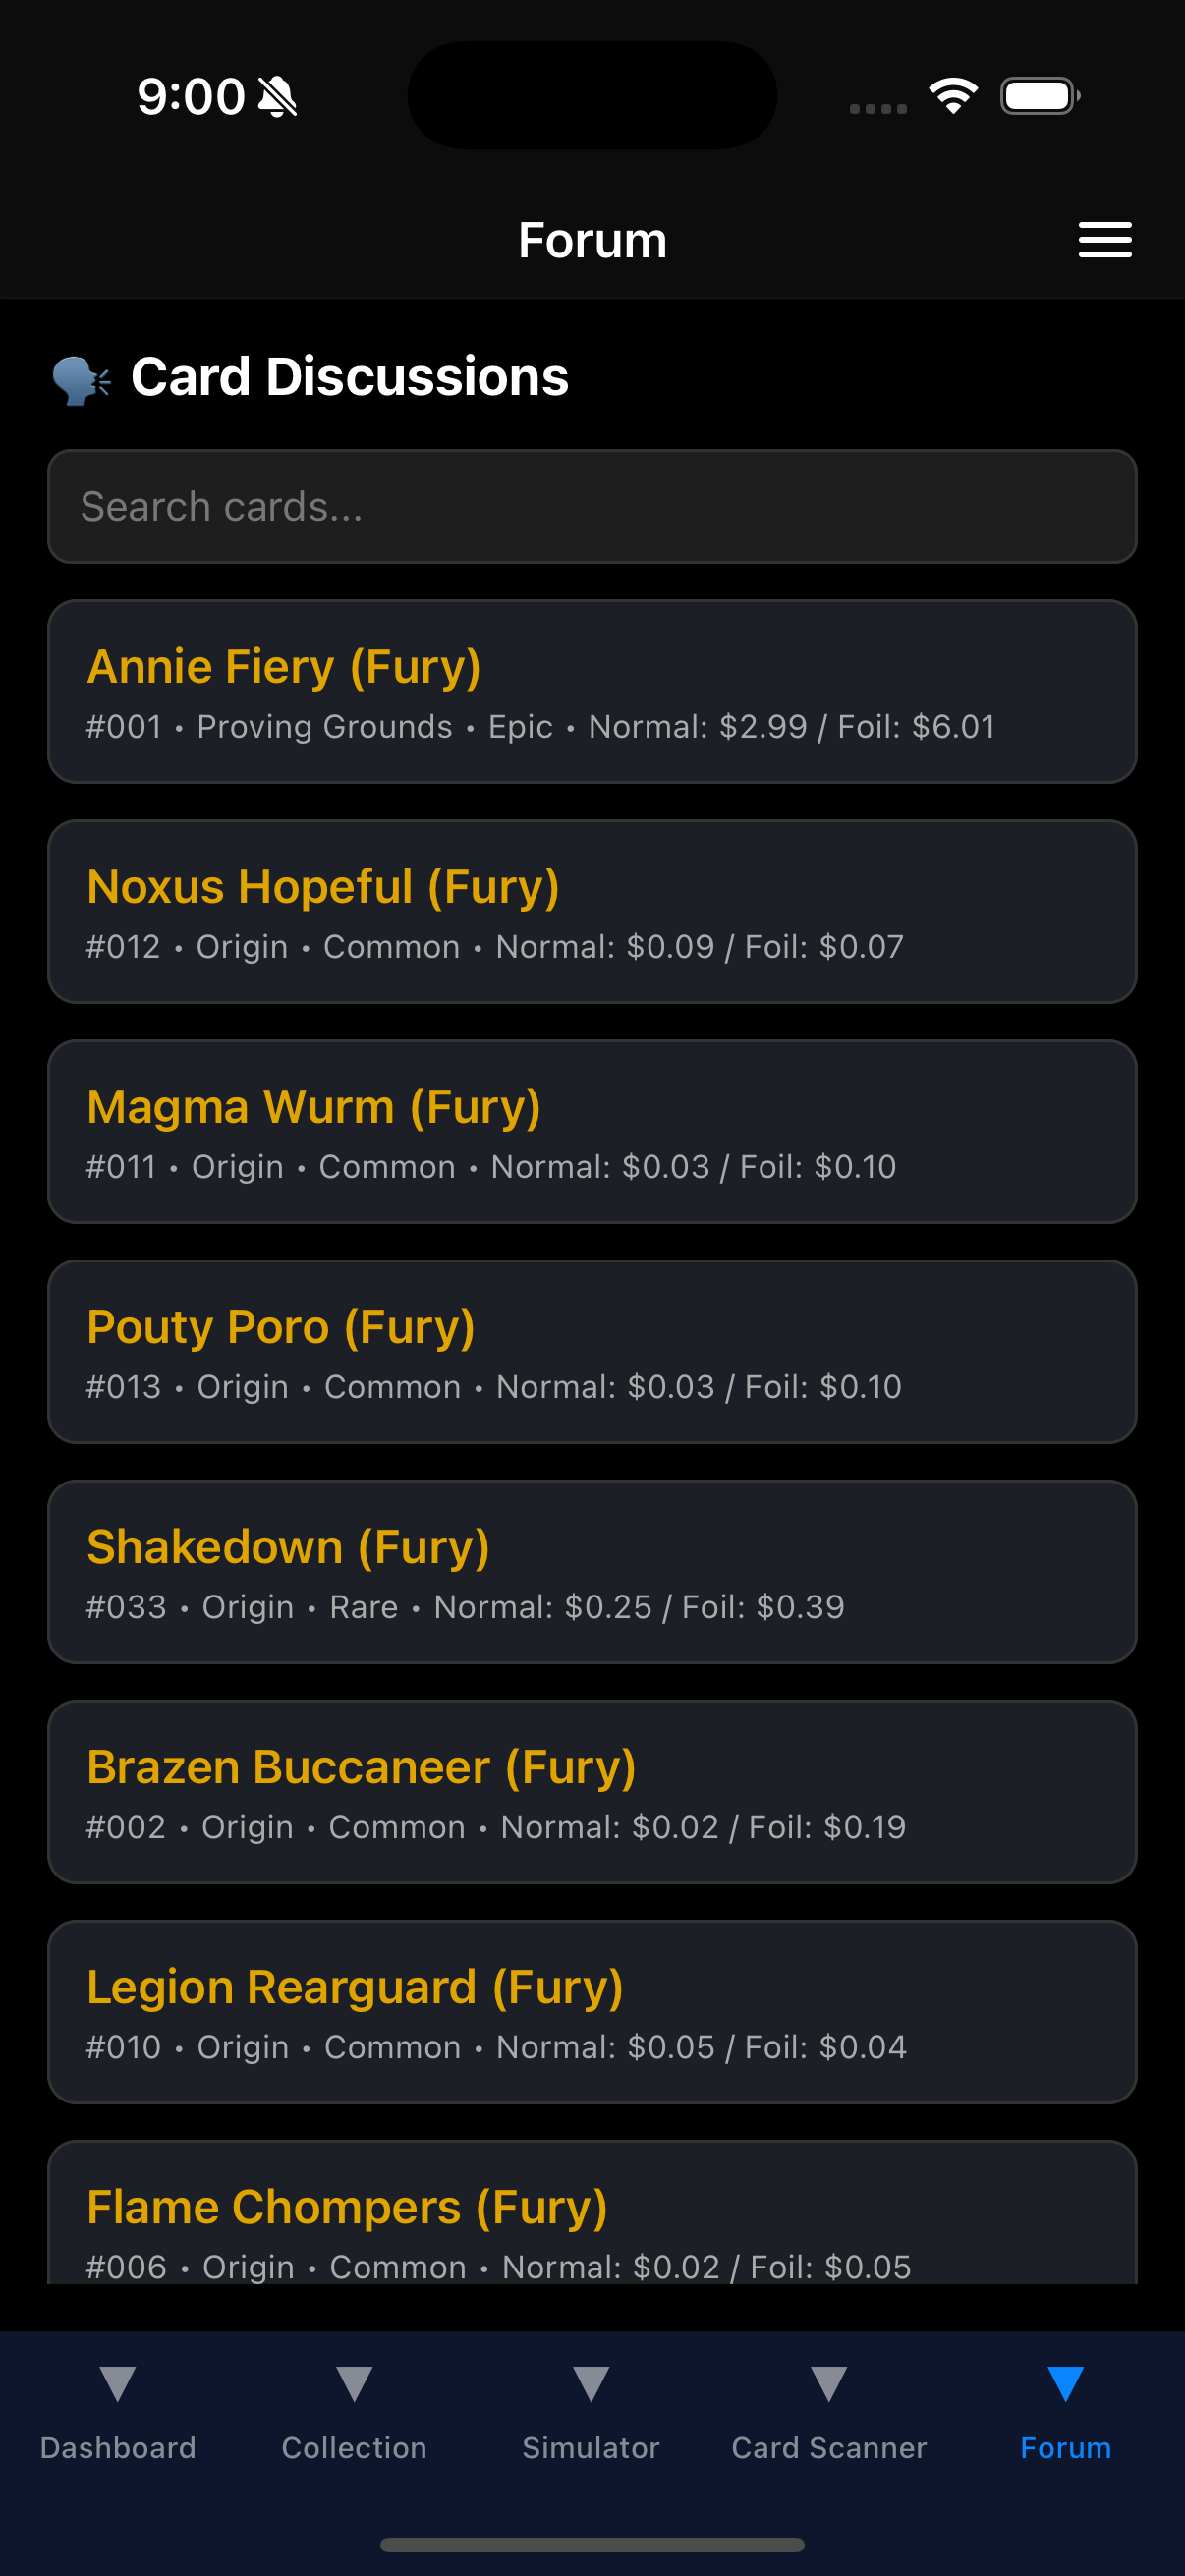 9:00
Forum
Card Discussions
Search cards...
Annie Fiery (Fury)
#001 • Proving Grounds • Epic • Normal: $2.99 / Foil: $6.01
Noxus Hopeful (Fury)
#012 • Origin • Common • Normal: $0.09 / Foil: $0.07
Magma Wurm (Fury)
#011 • Origin • Common • Normal: $0.03 / Foil: $0.10
Pouty Poro (Fury)
#013 • Origin • Common • Normal: $0.03 / Foil: $0.10
Shakedown (Fury)
#033 • Origin • Rare • Normal: $0.25 / Foil: $0.39
Brazen Buccaneer (Fury)
#002 • Origin • Common • Normal: $0.02 / Foil: $0.19
Legion Rearguard (Fury)
#010 • Origin • Common • Normal: $0.05 / Foil: $0.04
Flame Chompers (Fury)
#006 • Origin • Common • Normal: $0.02 / Foil: $0.05
Dashboard Collection Simulator Card Scanner Forum